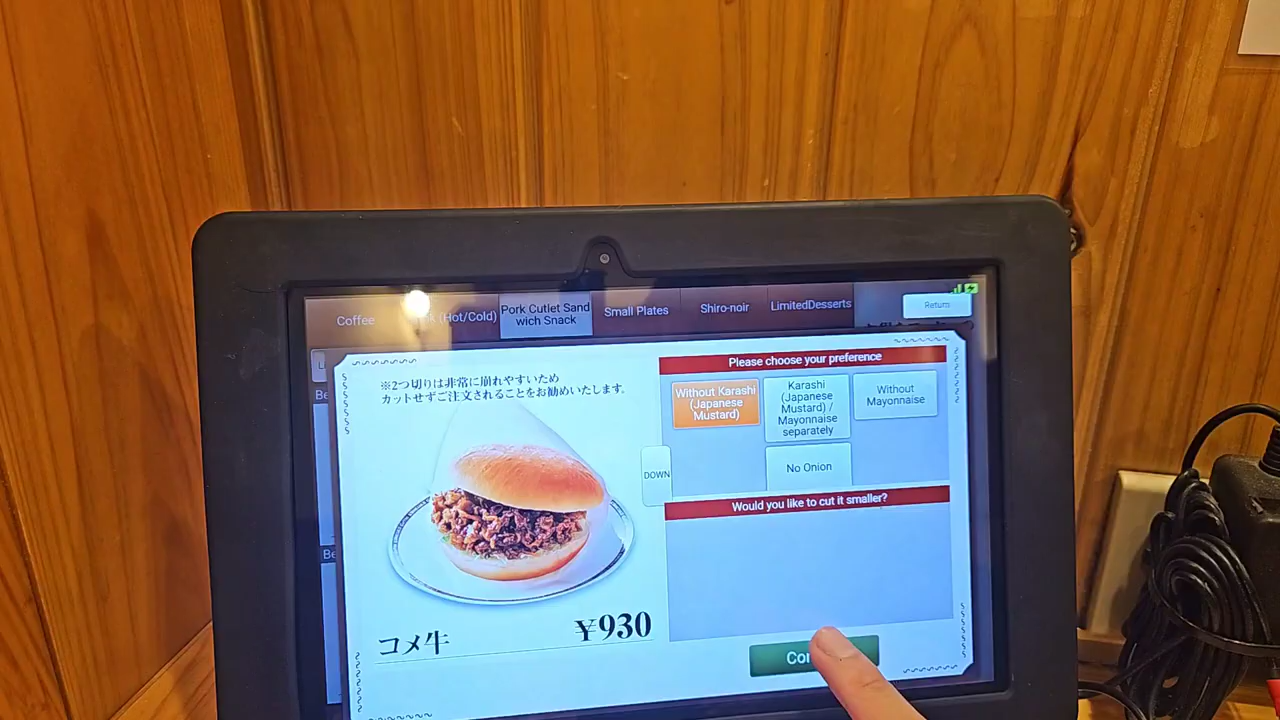 Coffee
(Hot/Cold)
Pork Cutlet Sand
wich Snack
Small Plates
Shiro-noir
LimitedDesserts
Return
Be
※2つ切りは非常に崩れやすいため
カットせずご注文されることをお勧めいたします。
コメ牛
¥930
DOWN
Please choose your preference
Without Karashi
(Japanese
Mustard)
Karashi
(Japanese
Mustard) /
Mayonnaise
separately
Without
Mayonnaise
No Onion
Would you like to cut it smaller?
Be